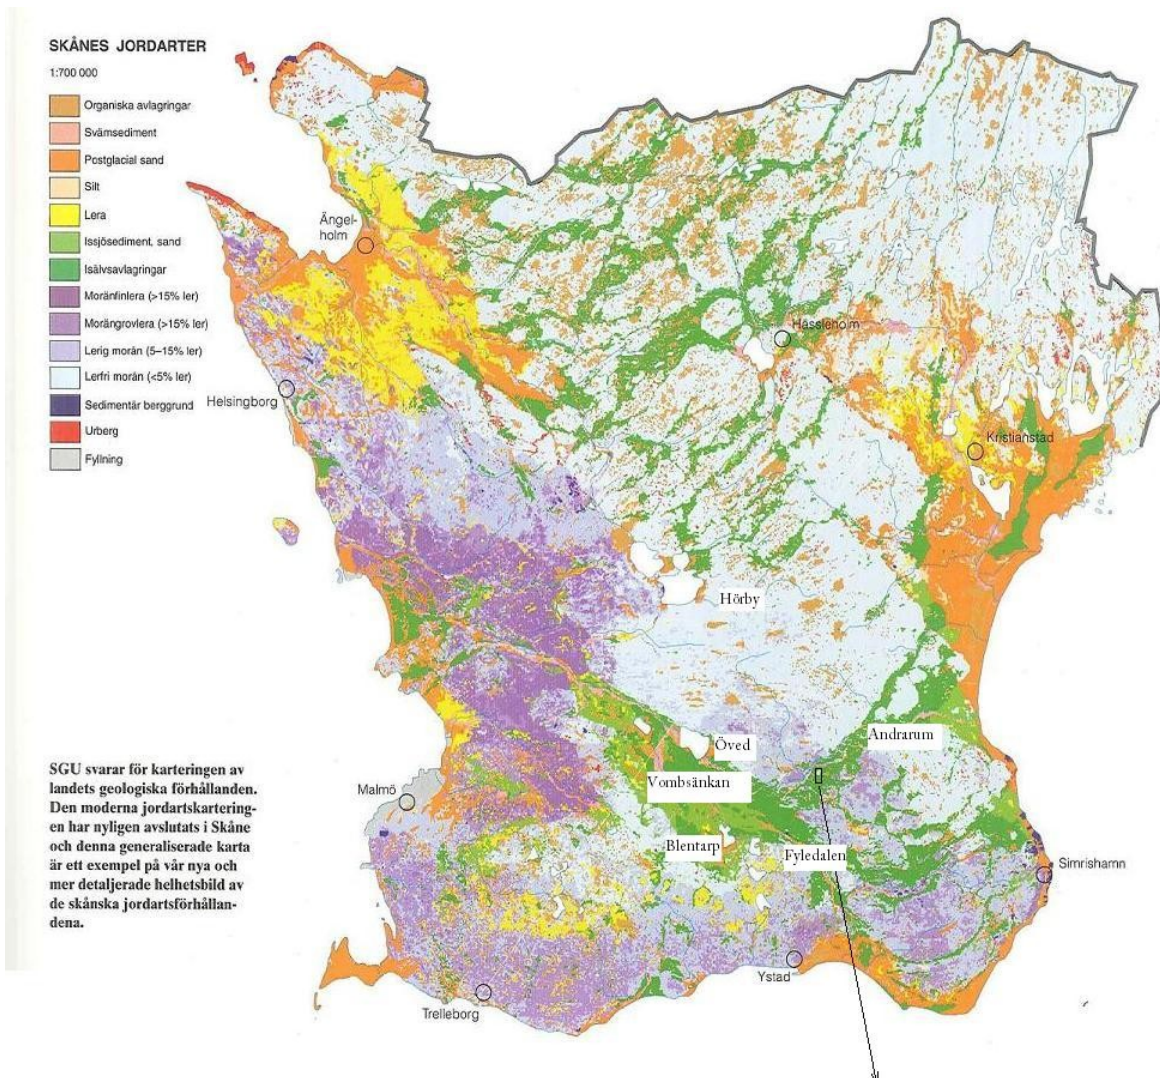 SKÅNES JORDARTER
1:700 000
Organiska avlagringar
Svämsediment
Postglacial sand
Silt
Lera
Issjösediment, sand
Isälvsavlagringar
Moränfinlera (>15% ler)
Morängrovlera (>15% ler)
Lerig morän (5–15% ler)
Lerfri morän (<5% ler)
Sedimentär berggrund
Urberg
Fyllning
Ängel-
holm
Hässleholm
Helsingborg
Kristianstad
Hörby
Andrarum
Öved
Vombsänkan
Malmö
Blentarp
Fyledalen
Simrishamn
Ystad
Trelleborg
SGU svarar för karteringen av
landets geologiska förhållanden.
Den moderna jordartskartering-
en har nyligen avslutats i Skåne
och denna generaliserade karta
är ett exempel på vår nya och
mer detaljerade helhetsbild av
de skånska jordartsförhållan-
dena.